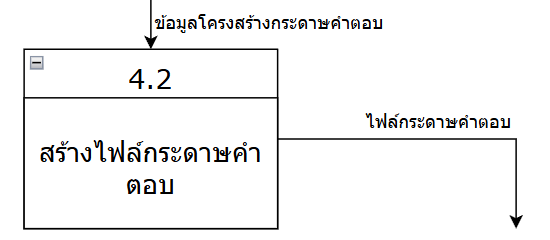 ข้อมูลโครงสร้างกระดาษคำตอบ
4.2
ไฟล์กระดาษคำตอบ
สร้างไฟล์กระดาษคำ
ตอบ